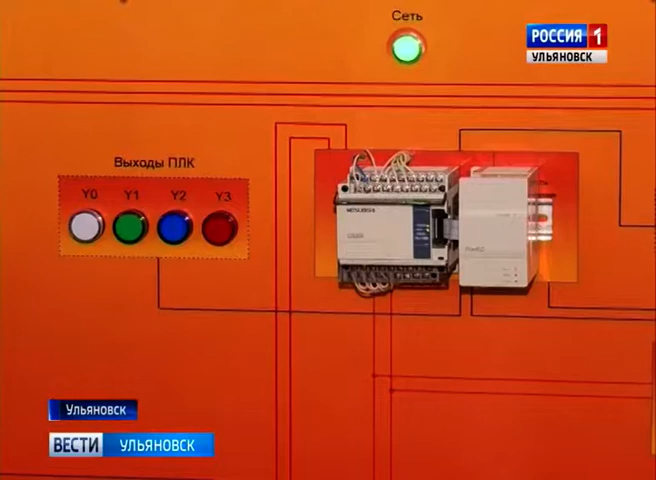 Сеть
РОССИЯ 1
УЛЬЯНОВСК
Выходы ПЛК
Y0 Y1 Y2 Y3
MITSUBISHI
Ульяновск
ВЕСТИ УЛЬЯНОВСК